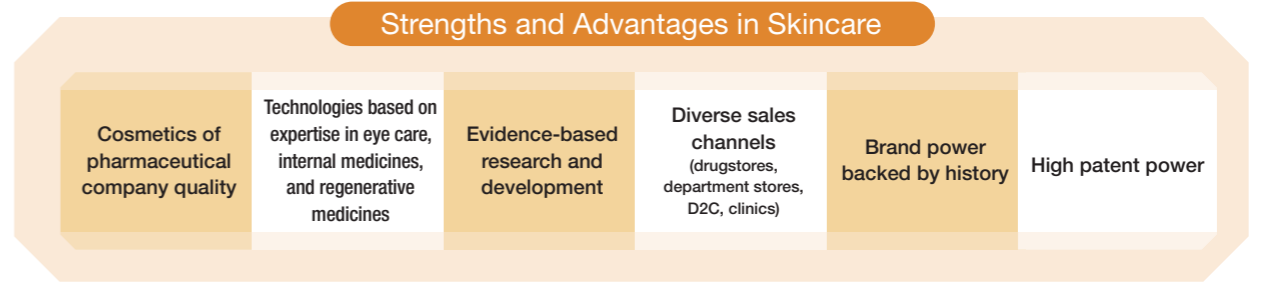 Strengths and Advantages in Skincare
Cosmetics of
pharmaceutical
company quality
Technologies based on
expertise in eye care,
internal medicines,
and regenerative
medicines
Evidence-based
research and
development
Diverse sales
channels
(drugstores,
department stores,
D2C, clinics)
Brand power
backed by history
High patent power